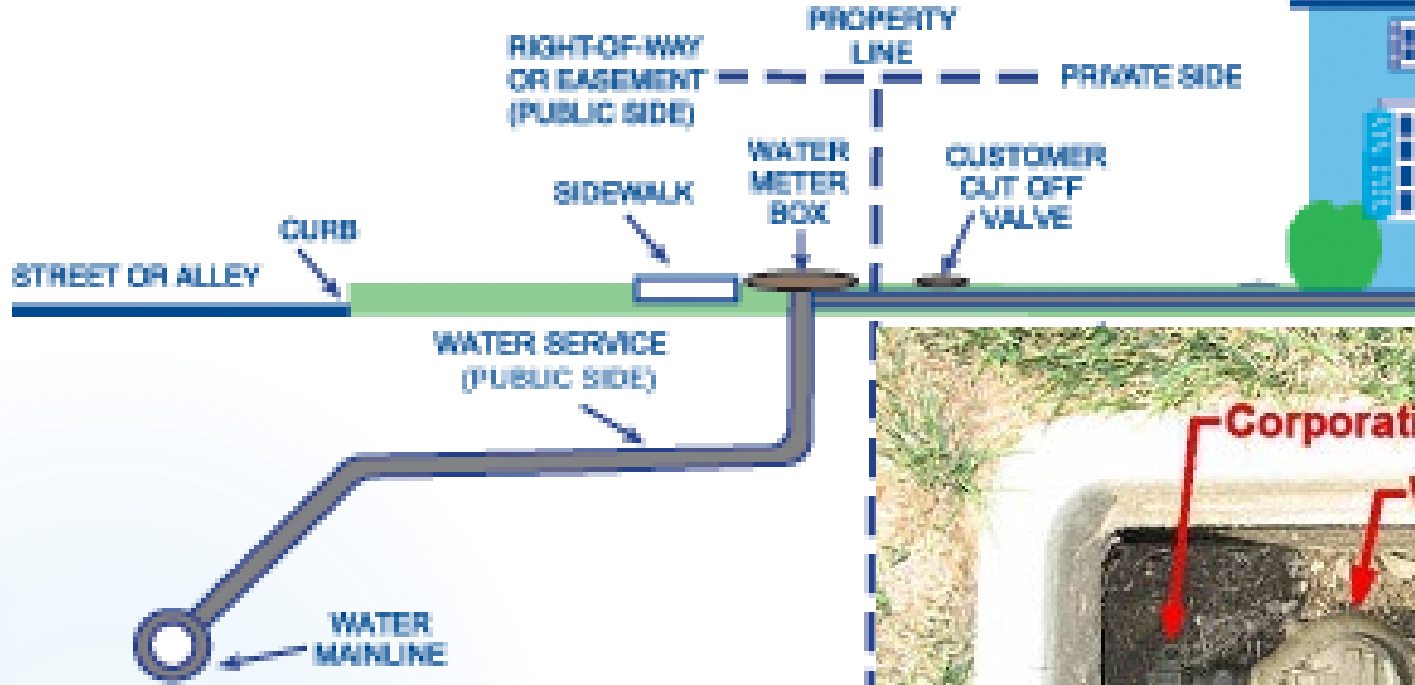 PROPERTY
LINE
RIGHT-OF-WAY
OR EASEMENT
(PUBLIC SIDE)
PRIVATE SIDE
WATER
METER
BOX
CUSTOMER
CUT OFF
VALVE
SIDEWALK
CURB
STREET OR ALLEY
WATER SERVICE
(PUBLIC SIDE)
Corporati
WATER
MAINLINE